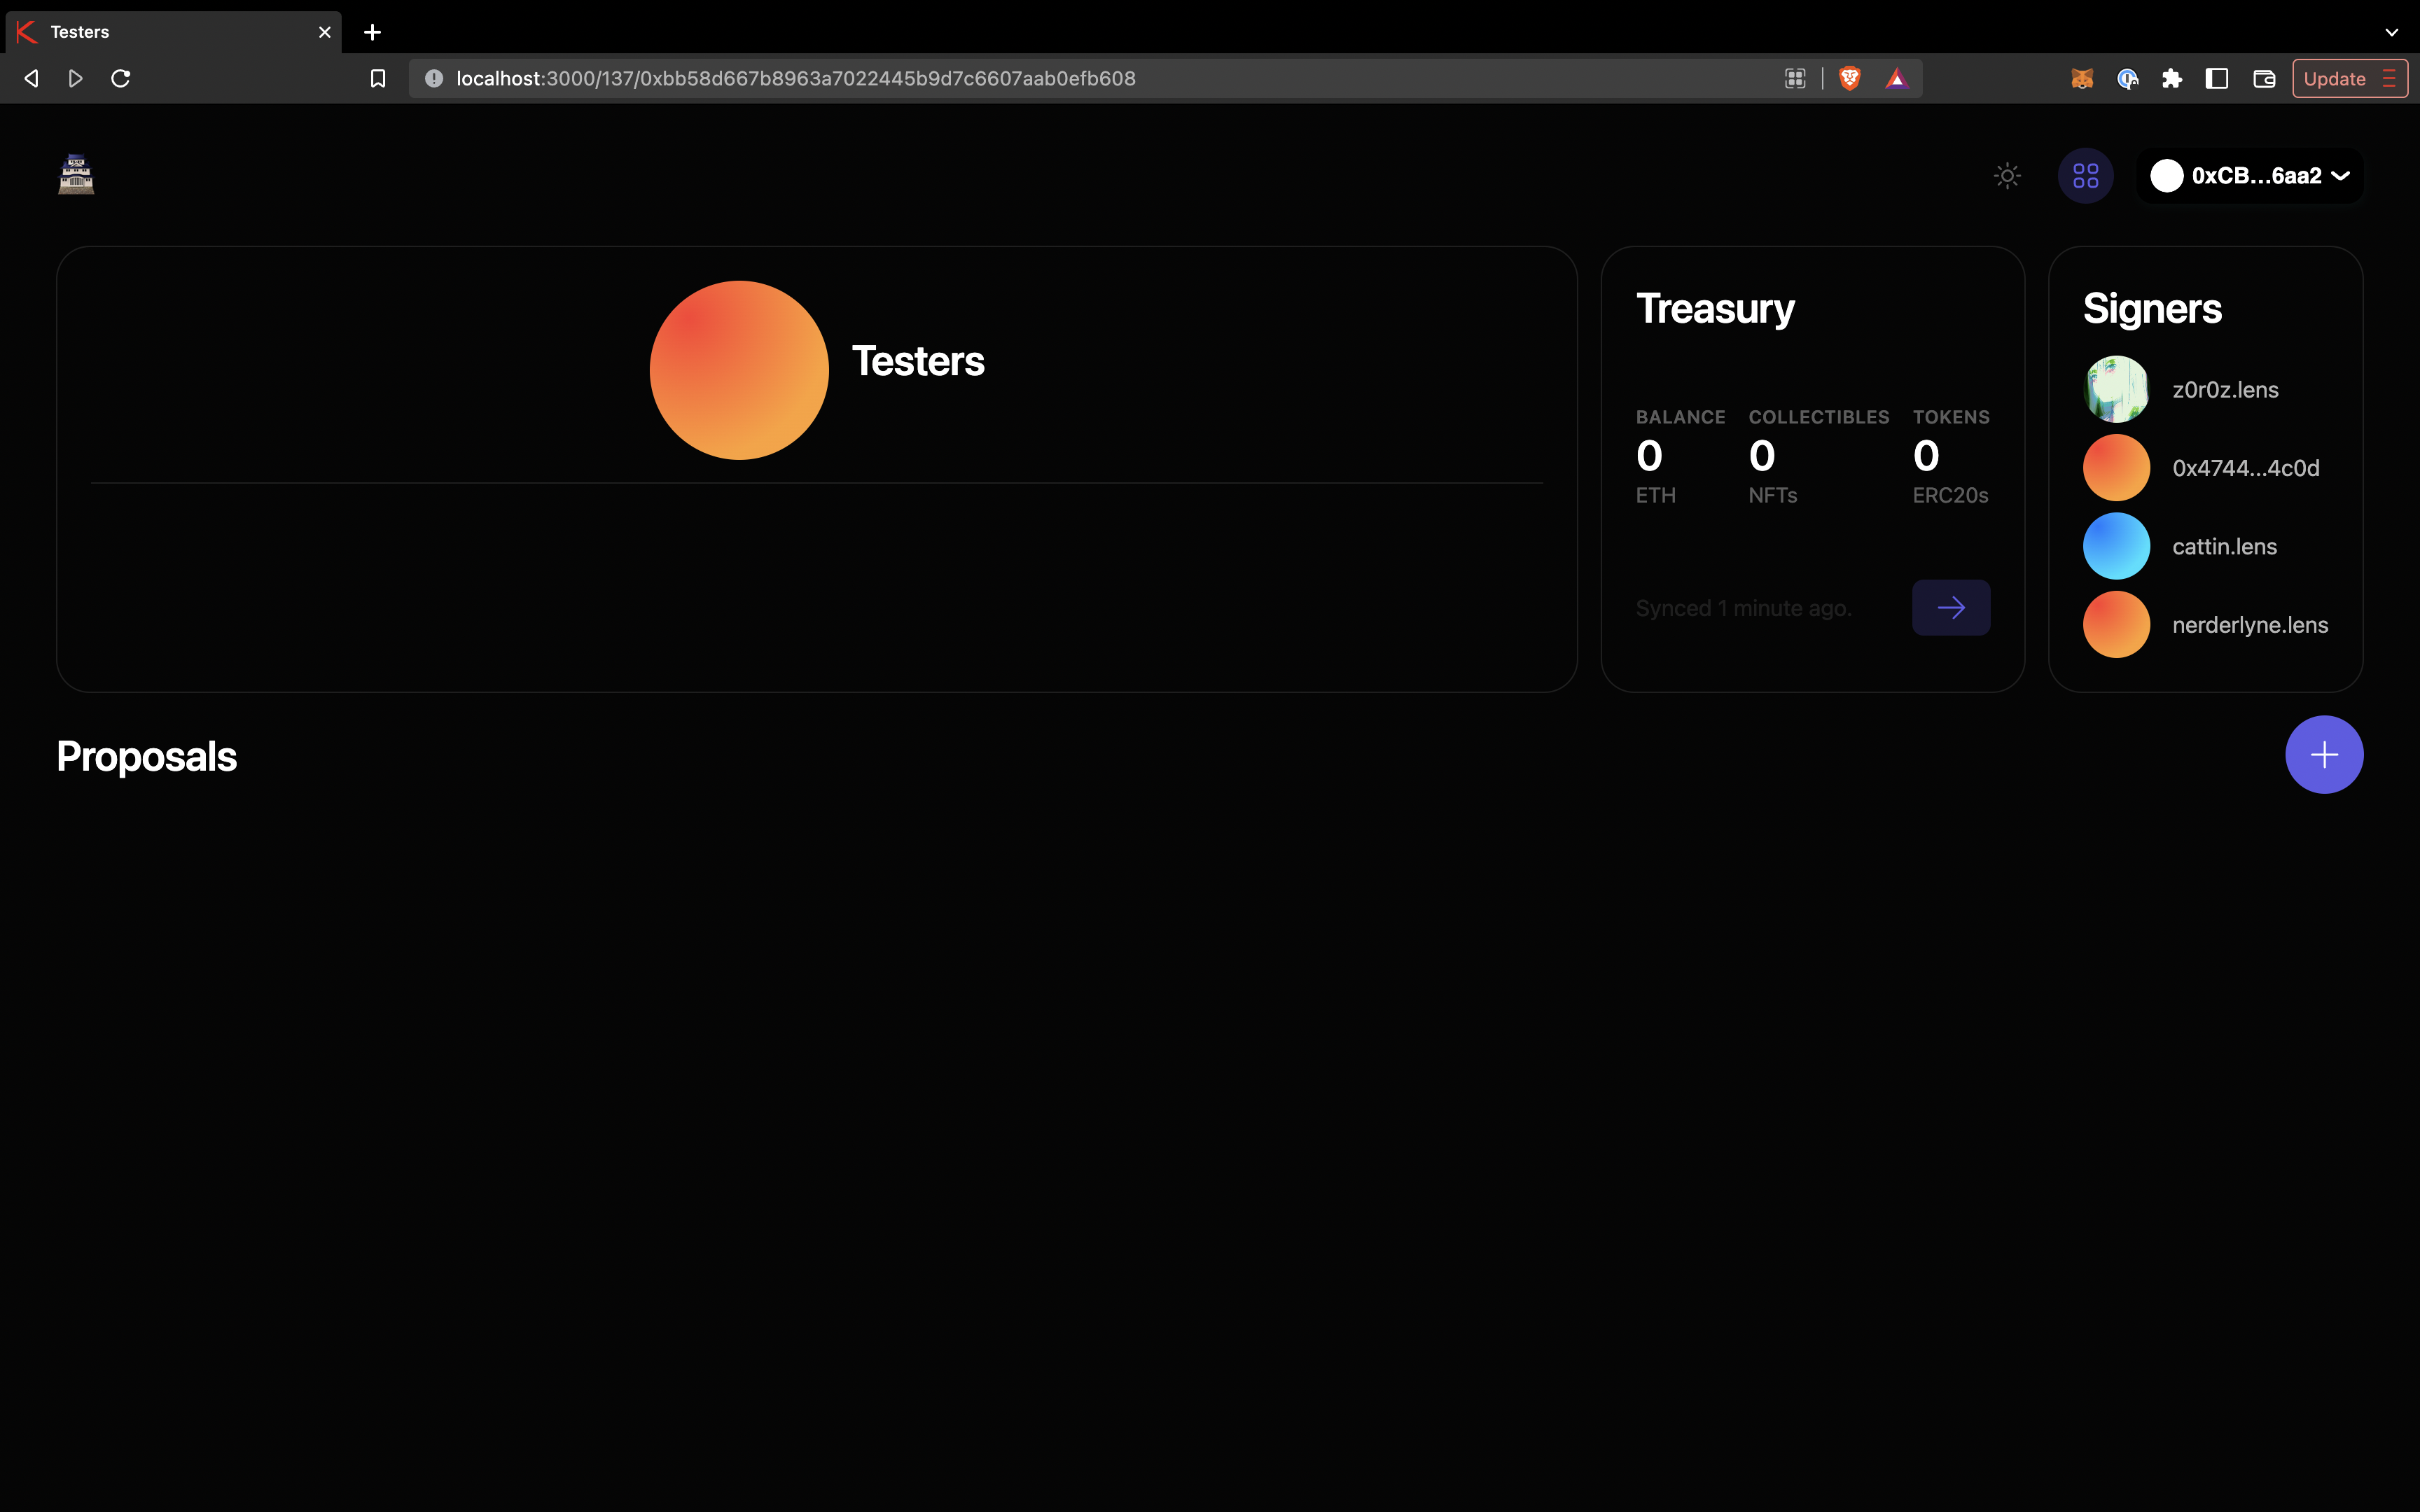 Testers
localhost:3000/137/0xbb58d667b8963a7022445b9d7c6607aab0efb608
Update
0xCB...6aa2
Testers
Treasury
BALANCE COLLECTIBLES TOKENS
0 0 0
ETH NFTs ERC20s
Synced 1 minute ago.
Signers
z0r0z.lens
0x4744...4c0d
cattin.lens
nerderlyne.lens
Proposals